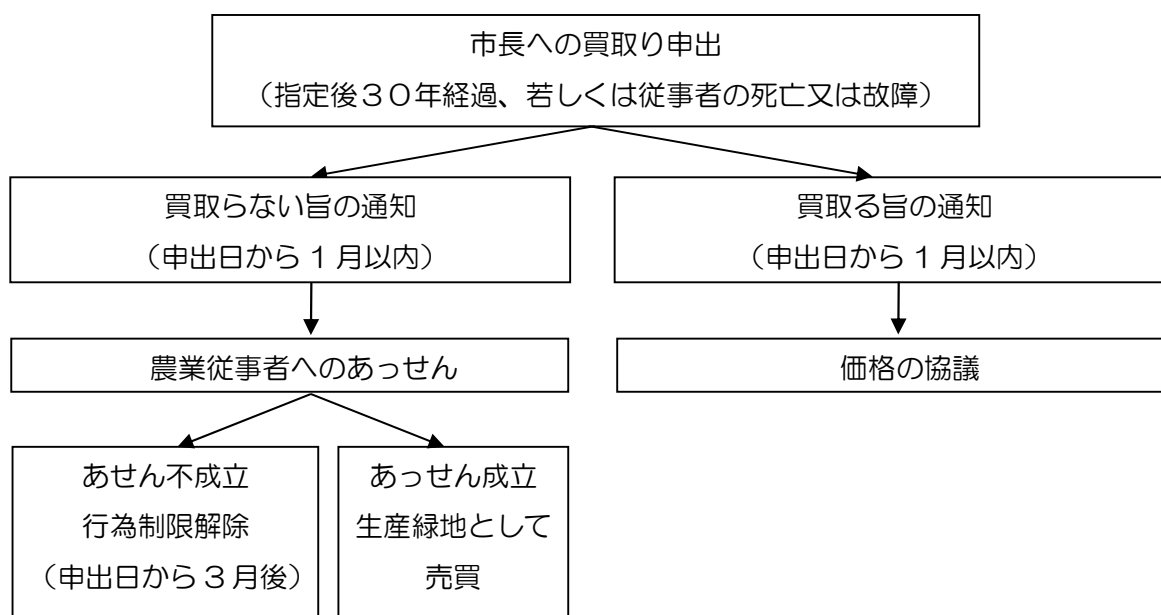 市長への買取り申出
（指定後３０年経過、若しくは従事者の死亡又は故障）
買取らない旨の通知
（申出日から 1 月以内）
買取る旨の通知
（申出日から 1 月以内）
農業従事者へのあっせん
価格の協議
あせん不成立
行為制限解除
（申出日から 3 月後）
あっせん成立
生産緑地として
売買